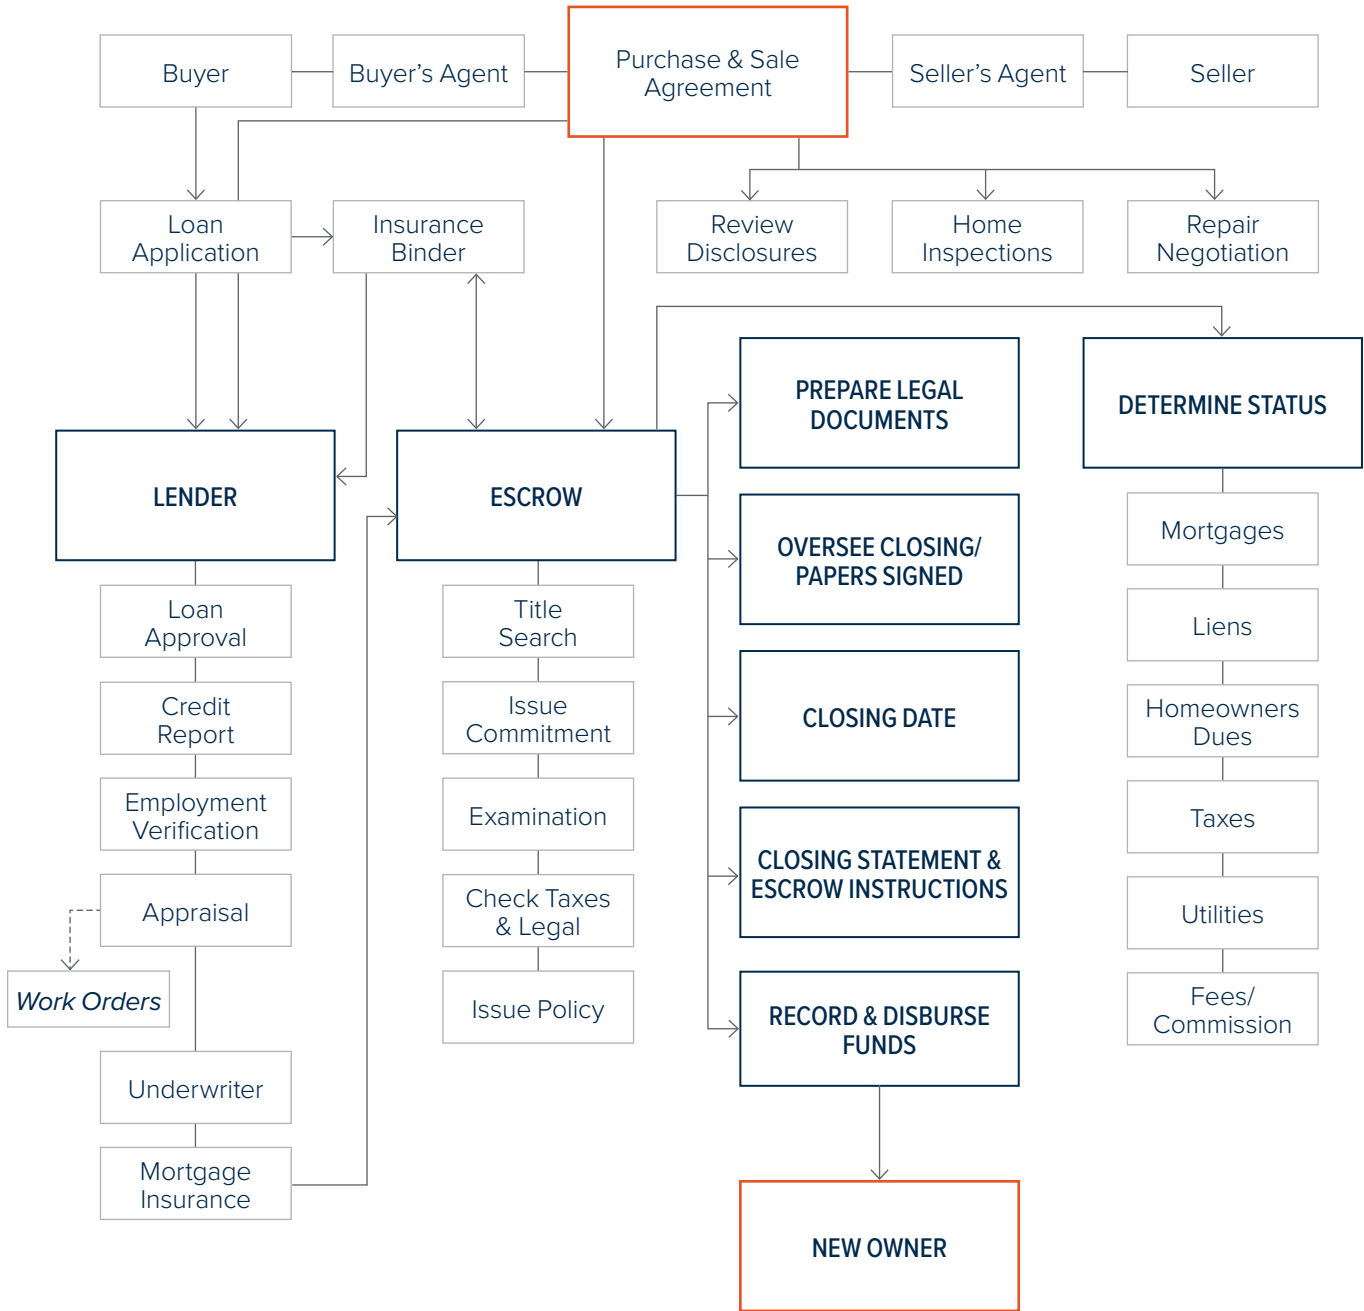 Buyer
Buyer's Agent
Purchase & Sale
Agreement
Seller's Agent
Seller
Loan
Application
Insurance
Binder
Review
Disclosures
Home
Inspections
Repair
Negotiation
LENDER
ESCROW
PREPARE LEGAL
DOCUMENTS
DETERMINE STATUS
OVERSEE CLOSING/
PAPERS SIGNED
CLOSING DATE
CLOSING STATEMENT &
ESCROW INSTRUCTIONS
RECORD & DISBURSE
FUNDS
NEW OWNER
Loan
Approval
Credit
Report
Employment
Verification
Appraisal
Work Orders
Underwriter
Mortgage
Insurance
Title
Search
Issue
Commitment
Examination
Check Taxes
& Legal
Issue Policy
Mortgages
Liens
Homeowners
Dues
Taxes
Utilities
Fees/
Commission